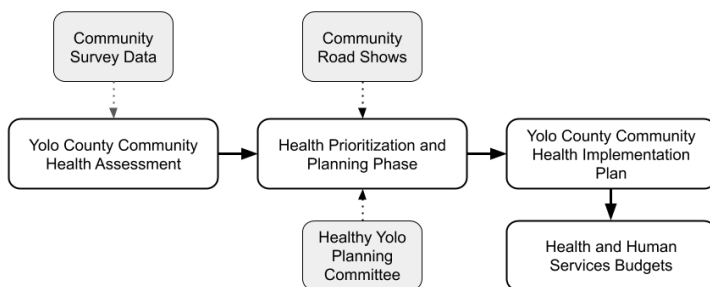 Community
Survey Data
Community
Road Shows
Yolo County Community
Health Assessment
Health Prioritization and
Planning Phase
Yolo County Community
Health Implementation
Plan
Healthy Yolo
Planning
Committee
Health and Human
Services Budgets